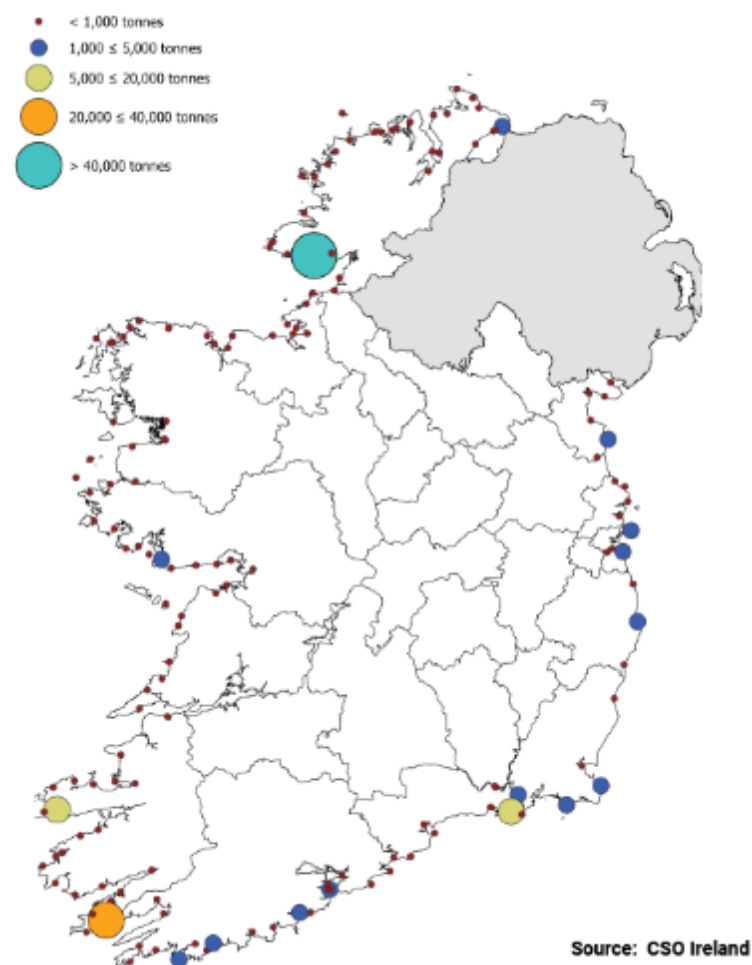 < 1,000 tonnes
1,000 ≤ 5,000 tonnes
5,000 ≤ 20,000 tonnes
20,000 ≤ 40,000 tonnes
> 40,000 tonnes
Source: CSO Ireland